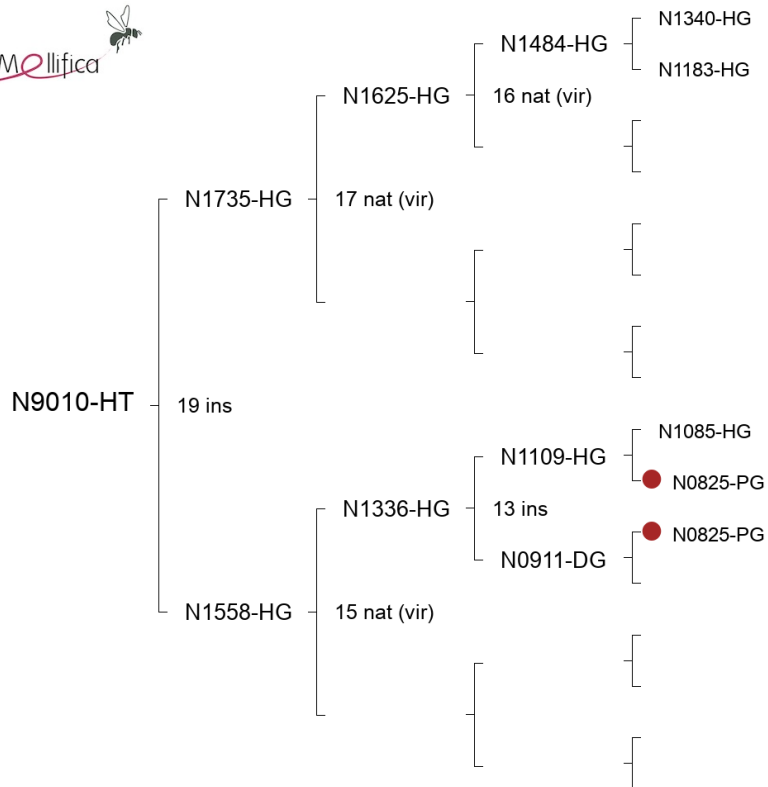 Mellifica
N1340-HG
N1484-HG
N1183-HG
N1625-HG
16 nat (vir)
N1735-HG
17 nat (vir)
N9010-HT
19 ins
N1085-HG
N1109-HG
N0825-PG
N1336-HG
13 ins
N0825-PG
N0911-DG
N1558-HG
15 nat (vir)